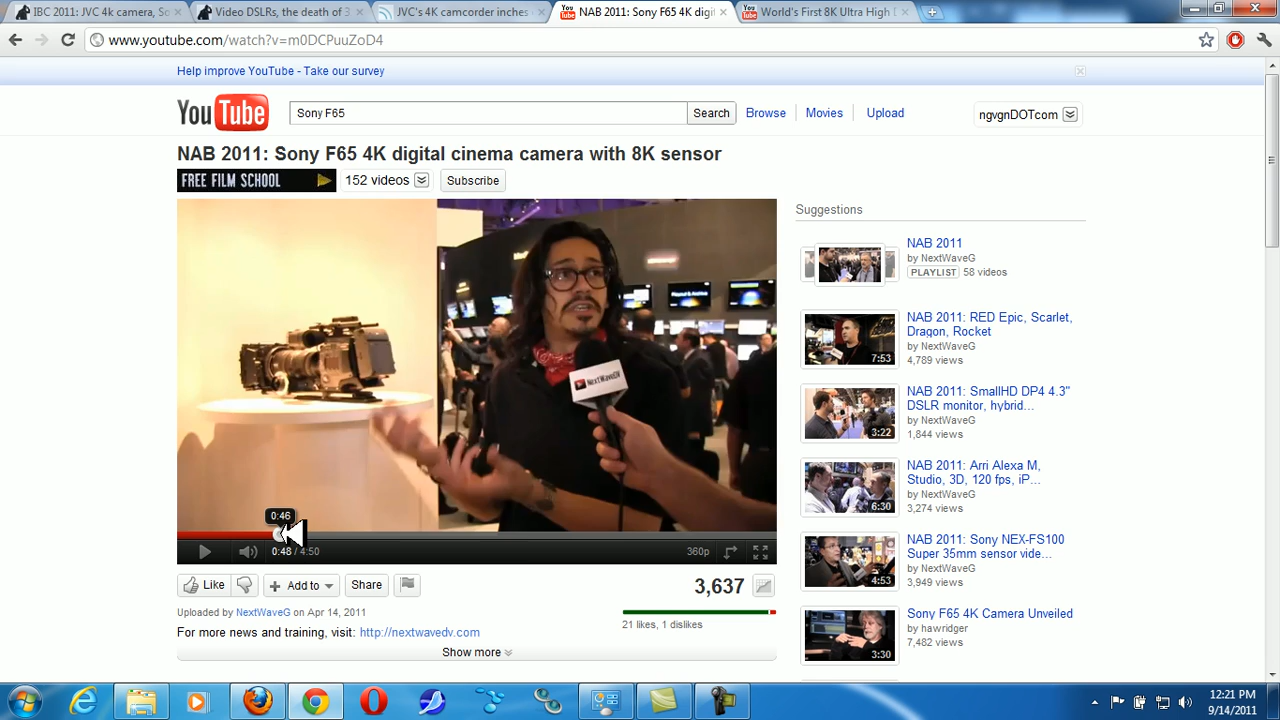 IBC 2011: JVC 4k camera, So
Video DSLRs, the death of 3
JVC's 4K camcorder inches
NAB 2011: Sony F65 4K digi
World's First 8K Ultra High D
www.youtube.com/watch?v=m0DCPuuZoD4
Help improve YouTube - Take our survey
YouTube
Sony F65
Search
Browse
Movies
Upload
ngvgnDOTcom
NAB 2011: Sony F65 4K digital cinema camera with 8K sensor
FREE FILM SCHOOL
152 videos
Subscribe
NextWaveDV
0:46
0:48
4:50
360p
Like
Add to
Share
3,637
Uploaded by NextWaveG on Apr 14, 2011
21 likes, 1 dislikes
For more news and training, visit: http://nextwavedv.com
Show more
Suggestions
NAB 2011
by NextWaveG
PLAYLIST 58 videos
7:53
NAB 2011: RED Epic, Scarlet,
Dragon, Rocket
by NextWaveG
4,789 views
3:22
NAB 2011: SmallHD DP4 4.3"
DSLR monitor, hybrid...
by NextWaveG
1,844 views
6:30
NAB 2011: Arri Alexa M,
Studio, 3D, 120 fps, iP...
by NextWaveG
3,274 views
4:53
NAB 2011: Sony NEX-FS100
Super 35mm sensor vide...
by NextWaveG
3,949 views
3:30
Sony F65 4K Camera Unveiled
by hawridger
7,482 views
12:21 PM
9/14/2011